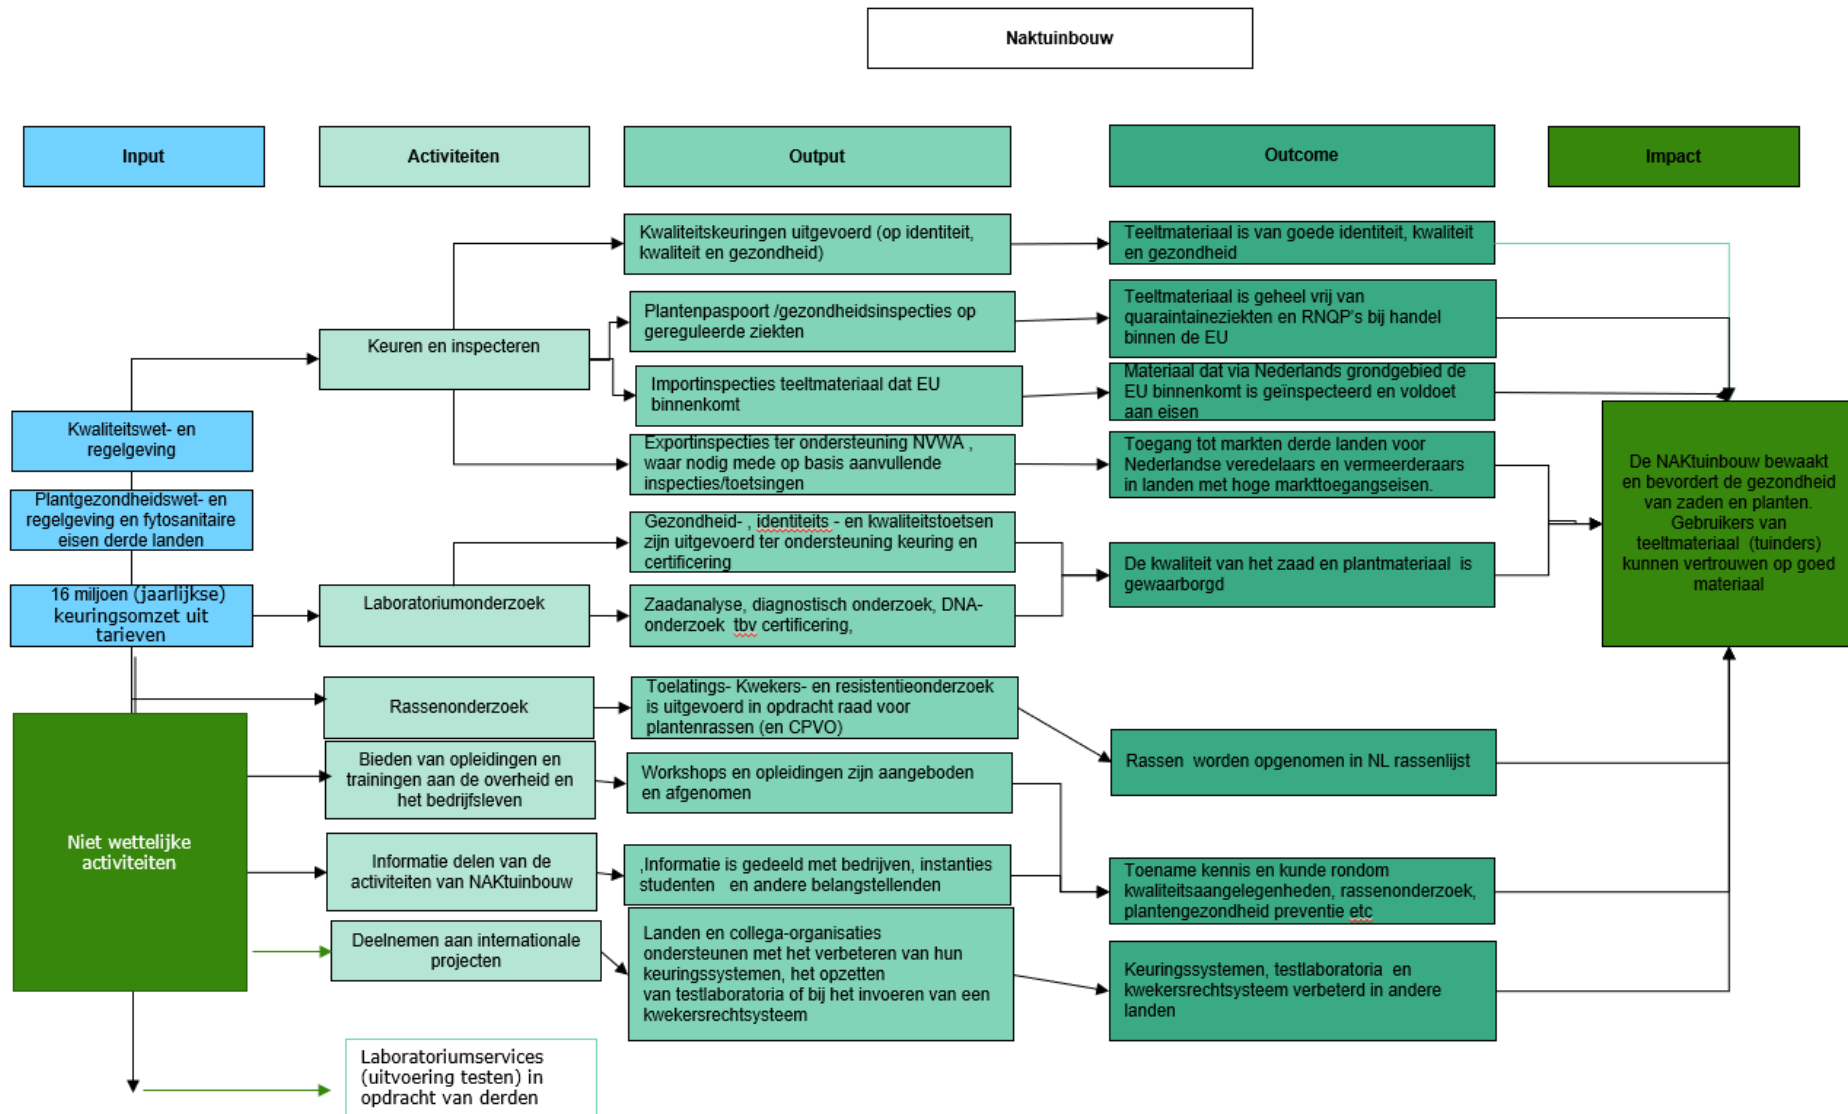 Naktuinbouw
Input
Activiteiten
Output
Outcome
Impact
Kwaliteitswet- en
regelgeving
Plantgezondheidswet- en
regelgeving en fytosanitaire
eisen derde landen
16 miljoen (jaarlijkse)
keuringsomzet uit
tarieven
Niet wettelijke
activiteiten
Keuren en inspecteren
Laboratoriumonderzoek
Rassenonderzoek
Bieden van opleidingen en
trainingen aan de overheid en
het bedrijfsleven
Informatie delen van de
activiteiten van NAKtuinbouw
Deelnemen aan internationale
projecten
Laboratoriumservices
(uitvoering testen) in
opdracht van derden
Kwaliteitskeuringen uitgevoerd (op identiteit,
kwaliteit en gezondheid)
Plantenpaspoort /gezondheidsinspecties op
gereguleerde ziekten
Importinspecties teeltmateriaal dat EU
binnenkomt
Exportinspecties ter ondersteuning NVWA ,
waar nodig mede op basis aanvullende
inspecties/toetsingen
Gezondheid- , identiteits - en kwaliteitstoetsen
zijn uitgevoerd ter ondersteuning keuring en
certificering
Zaadanalyse, diagnostisch onderzoek, DNA-
onderzoek tbv certificering,
Toelatings- Kwekers- en resistentieonderzoek
is uitgevoerd in opdracht raad voor
plantenrassen (en CPVO)
Workshops en opleidingen zijn aangeboden
en afgenomen
,Informatie is gedeeld met bedrijven, instanties
studenten en andere belangstellenden
Landen en collega-organisaties
ondersteunen met het verbeteren van hun
keuringssystemen, het opzetten
van testlaboratoria of bij het invoeren van een
kwekersrechtsysteem
Teeltmateriaal is van goede identiteit, kwaliteit
en gezondheid
Teeltmateriaal is geheel vrij van
quaraintaineziekten en RNQP's bij handel
binnen de EU
Materiaal dat via Nederlands grondgebied de
EU binnenkomt is geïnspecteerd en voldoet
aan eisen
Toegang tot markten derde landen voor
Nederlandse veredelaars en vermeerderaars
in landen met hoge markttoegangseisen.
De kwaliteit van het zaad en plantmateriaal is
gewaarborgd
Rassen worden opgenomen in NL rassenlijst
Toename kennis en kunde rondom
kwaliteitsaangelegenheden, rassenonderzoek,
plantengezondheid preventie etc
Keuringssystemen, testlaboratoria en
kwekersrechtsysteem verbeterd in andere
landen
De NAKtuinbouw bewaakt
en bevordert de gezondheid
van zaden en planten.
Gebruikers van
teeltmateriaal (tuinders)
kunnen vertrouwen op goed
materiaal